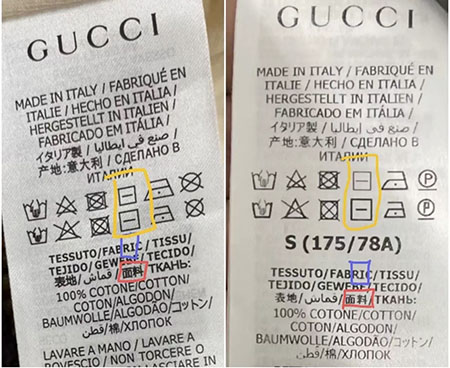 GUCCI
MADE IN ITALY / FABRIQUÉ EN
ITALIE / HECHO EN ITALIA /
HERGESTELLT IN ITALIEN /
FABRICADO EM ITÁLIA /
イタリア製 / صنع في إيطاليا /
产地:意大利 / СДЕЛАНО В
ИТАЛИИ
P
TESSUTO/FABRIC/TISSU/
TEJIDO/GEWEBE/TECIDO/
表地/قماش/面料/ТКАНЬ:
100% COTONE/COTTON/
COTON/ALGODON/
BAUMWOLLE/ALGODÃO/コットン/
قطن/棉/ХЛОПОК
LAVARE A MANO / NON TORCERE O
GUCCI
MADE IN ITALY / FABRIQUÉ EN
ITALIE / HECHO EN ITALIA /
HERGESTELLT IN ITALIEN /
FABRICADO EM ITÁLIA /
イタリア製 / صنع في إيطاليا /
产地:意大利 / СДЕЛАНО В
ИТАЛИИ
P
P
S (175/78A)
TESSUTO/FABRIC/TISSU/
TEJIDO/GEWEBE/TECIDO/
表地/قماش/面料/ТКАНЬ:
100% COTONE/COTTON/
COTON/ALGODON/
BAUMWOLLE/ALGODÃO/コットン/
قطن/棉/ХЛОПОК